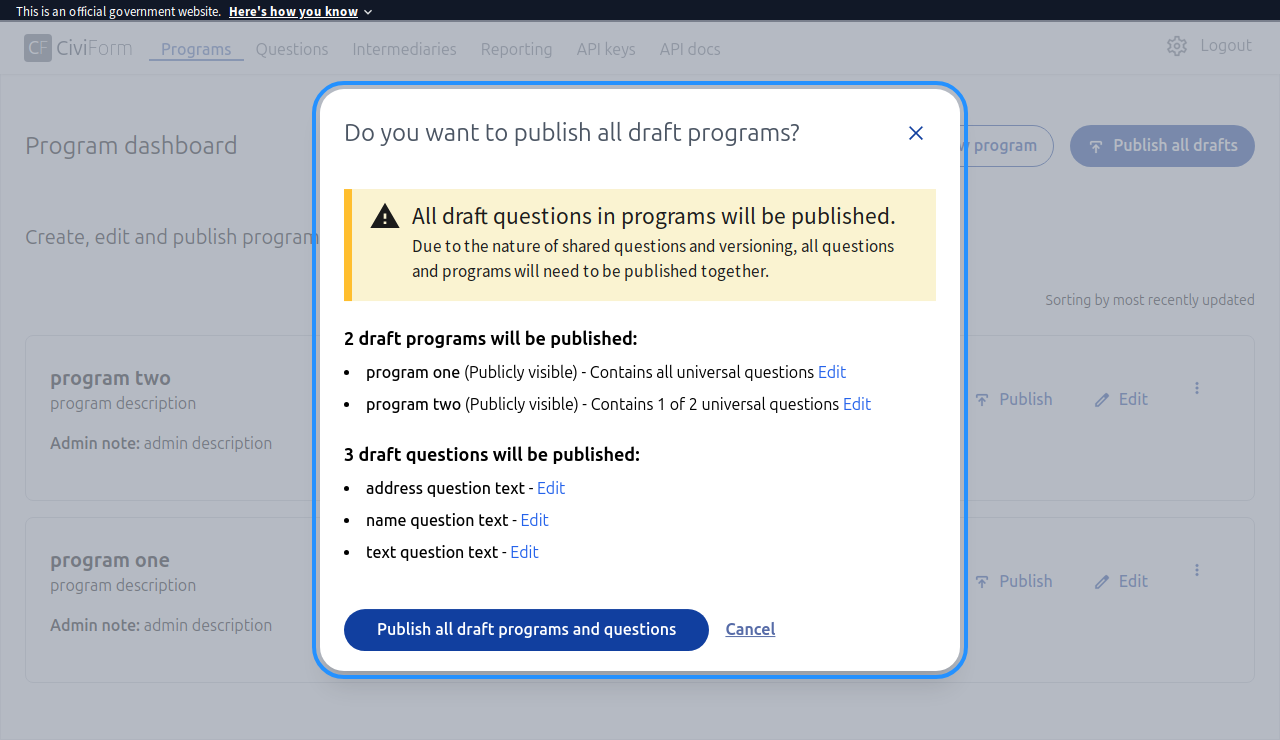 This is an official government website. Here's how you know
CF CiviForm Programs Questions Intermediaries Reporting API keys API docs Logout
Do you want to publish all draft programs?
Program dashboard
program
Publish all drafts
All draft questions in programs will be published.
Due to the nature of shared questions and versioning, all questions
and programs will need to be published together.
Create, edit and publish program
Sorting by most recently updated
2 draft programs will be published:
• program one (Publicly visible) - Contains all universal questions Edit
• program two (Publicly visible) - Contains 1 of 2 universal questions Edit
3 draft questions will be published:
• address question text - Edit
• name question text - Edit
• text question text - Edit
Publish all draft programs and questions Cancel
program two
program description
Admin note: admin description
Publish Edit
program one
program description
Admin note: admin description
Publish Edit